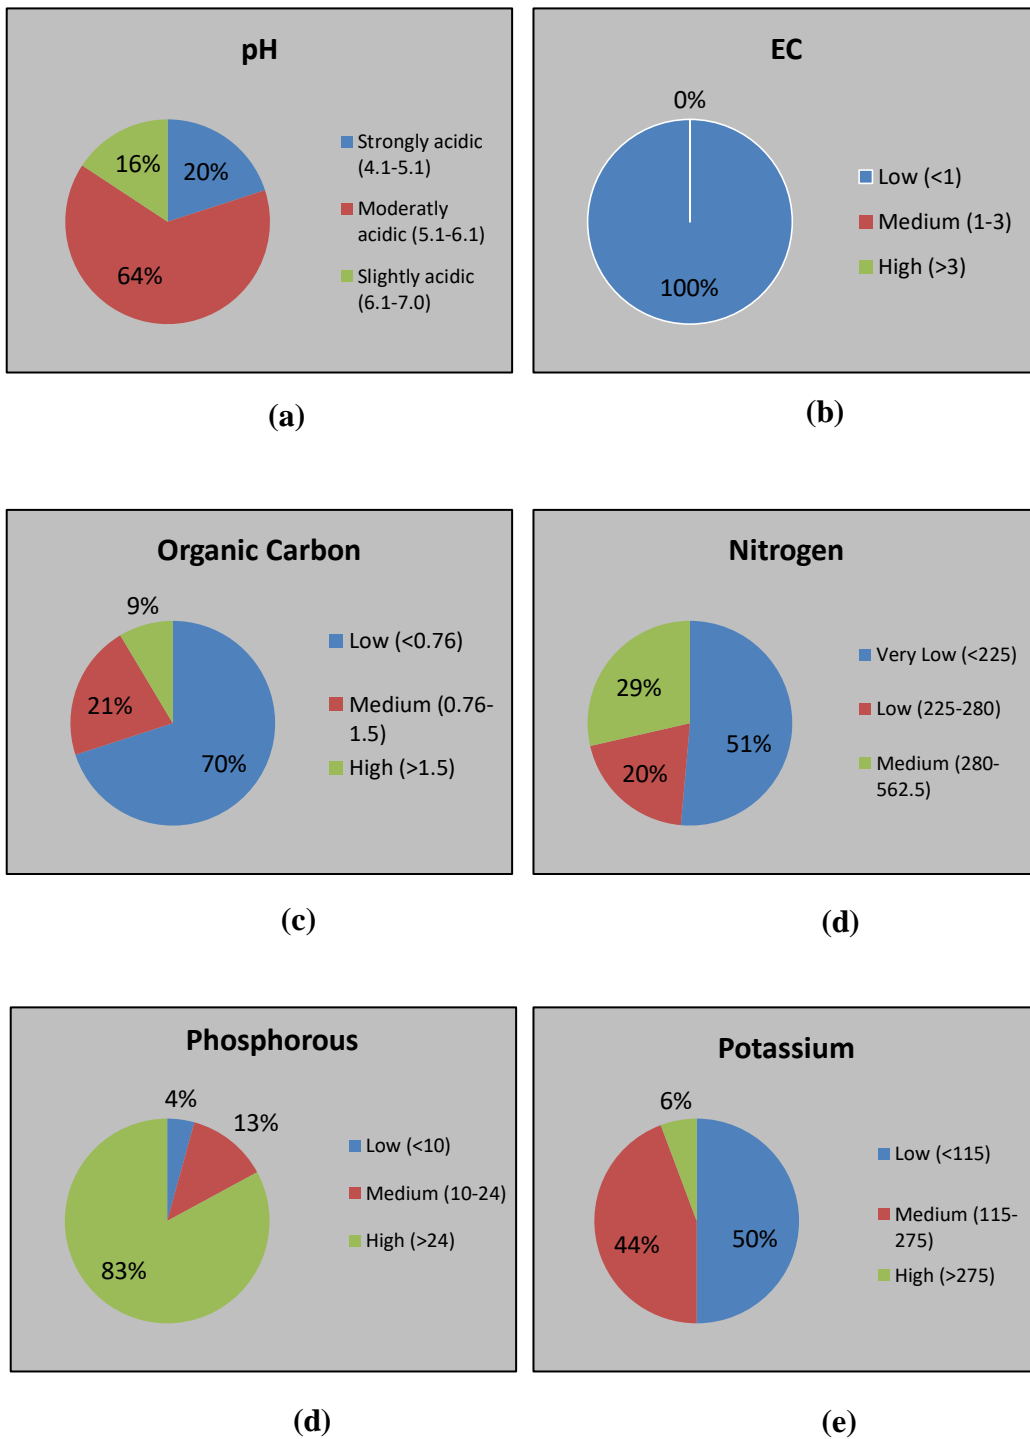 pH
16%
20%
64%
Strongly acidic
(4.1-5.1)
Moderatly
acidic (5.1-6.1)
Slightly acidic
(6.1-7.0)
(a)
EC
0%
100%
Low (<1)
Medium (1-3)
High (>3)
(b)
Organic Carbon
9%
21%
70%
Low (<0.76)
Medium (0.76-
1.5)
High (>1.5)
(c)
Nitrogen
29%
51%
20%
Very Low (<225)
Low (225-280)
Medium (280-
562.5)
(d)
Phosphorous
4%
13%
83%
Low (<10)
Medium (10-24)
High (>24)
(d)
Potassium
6%
44%
50%
Low (<115)
Medium (115-
275)
High (>275)
(e)